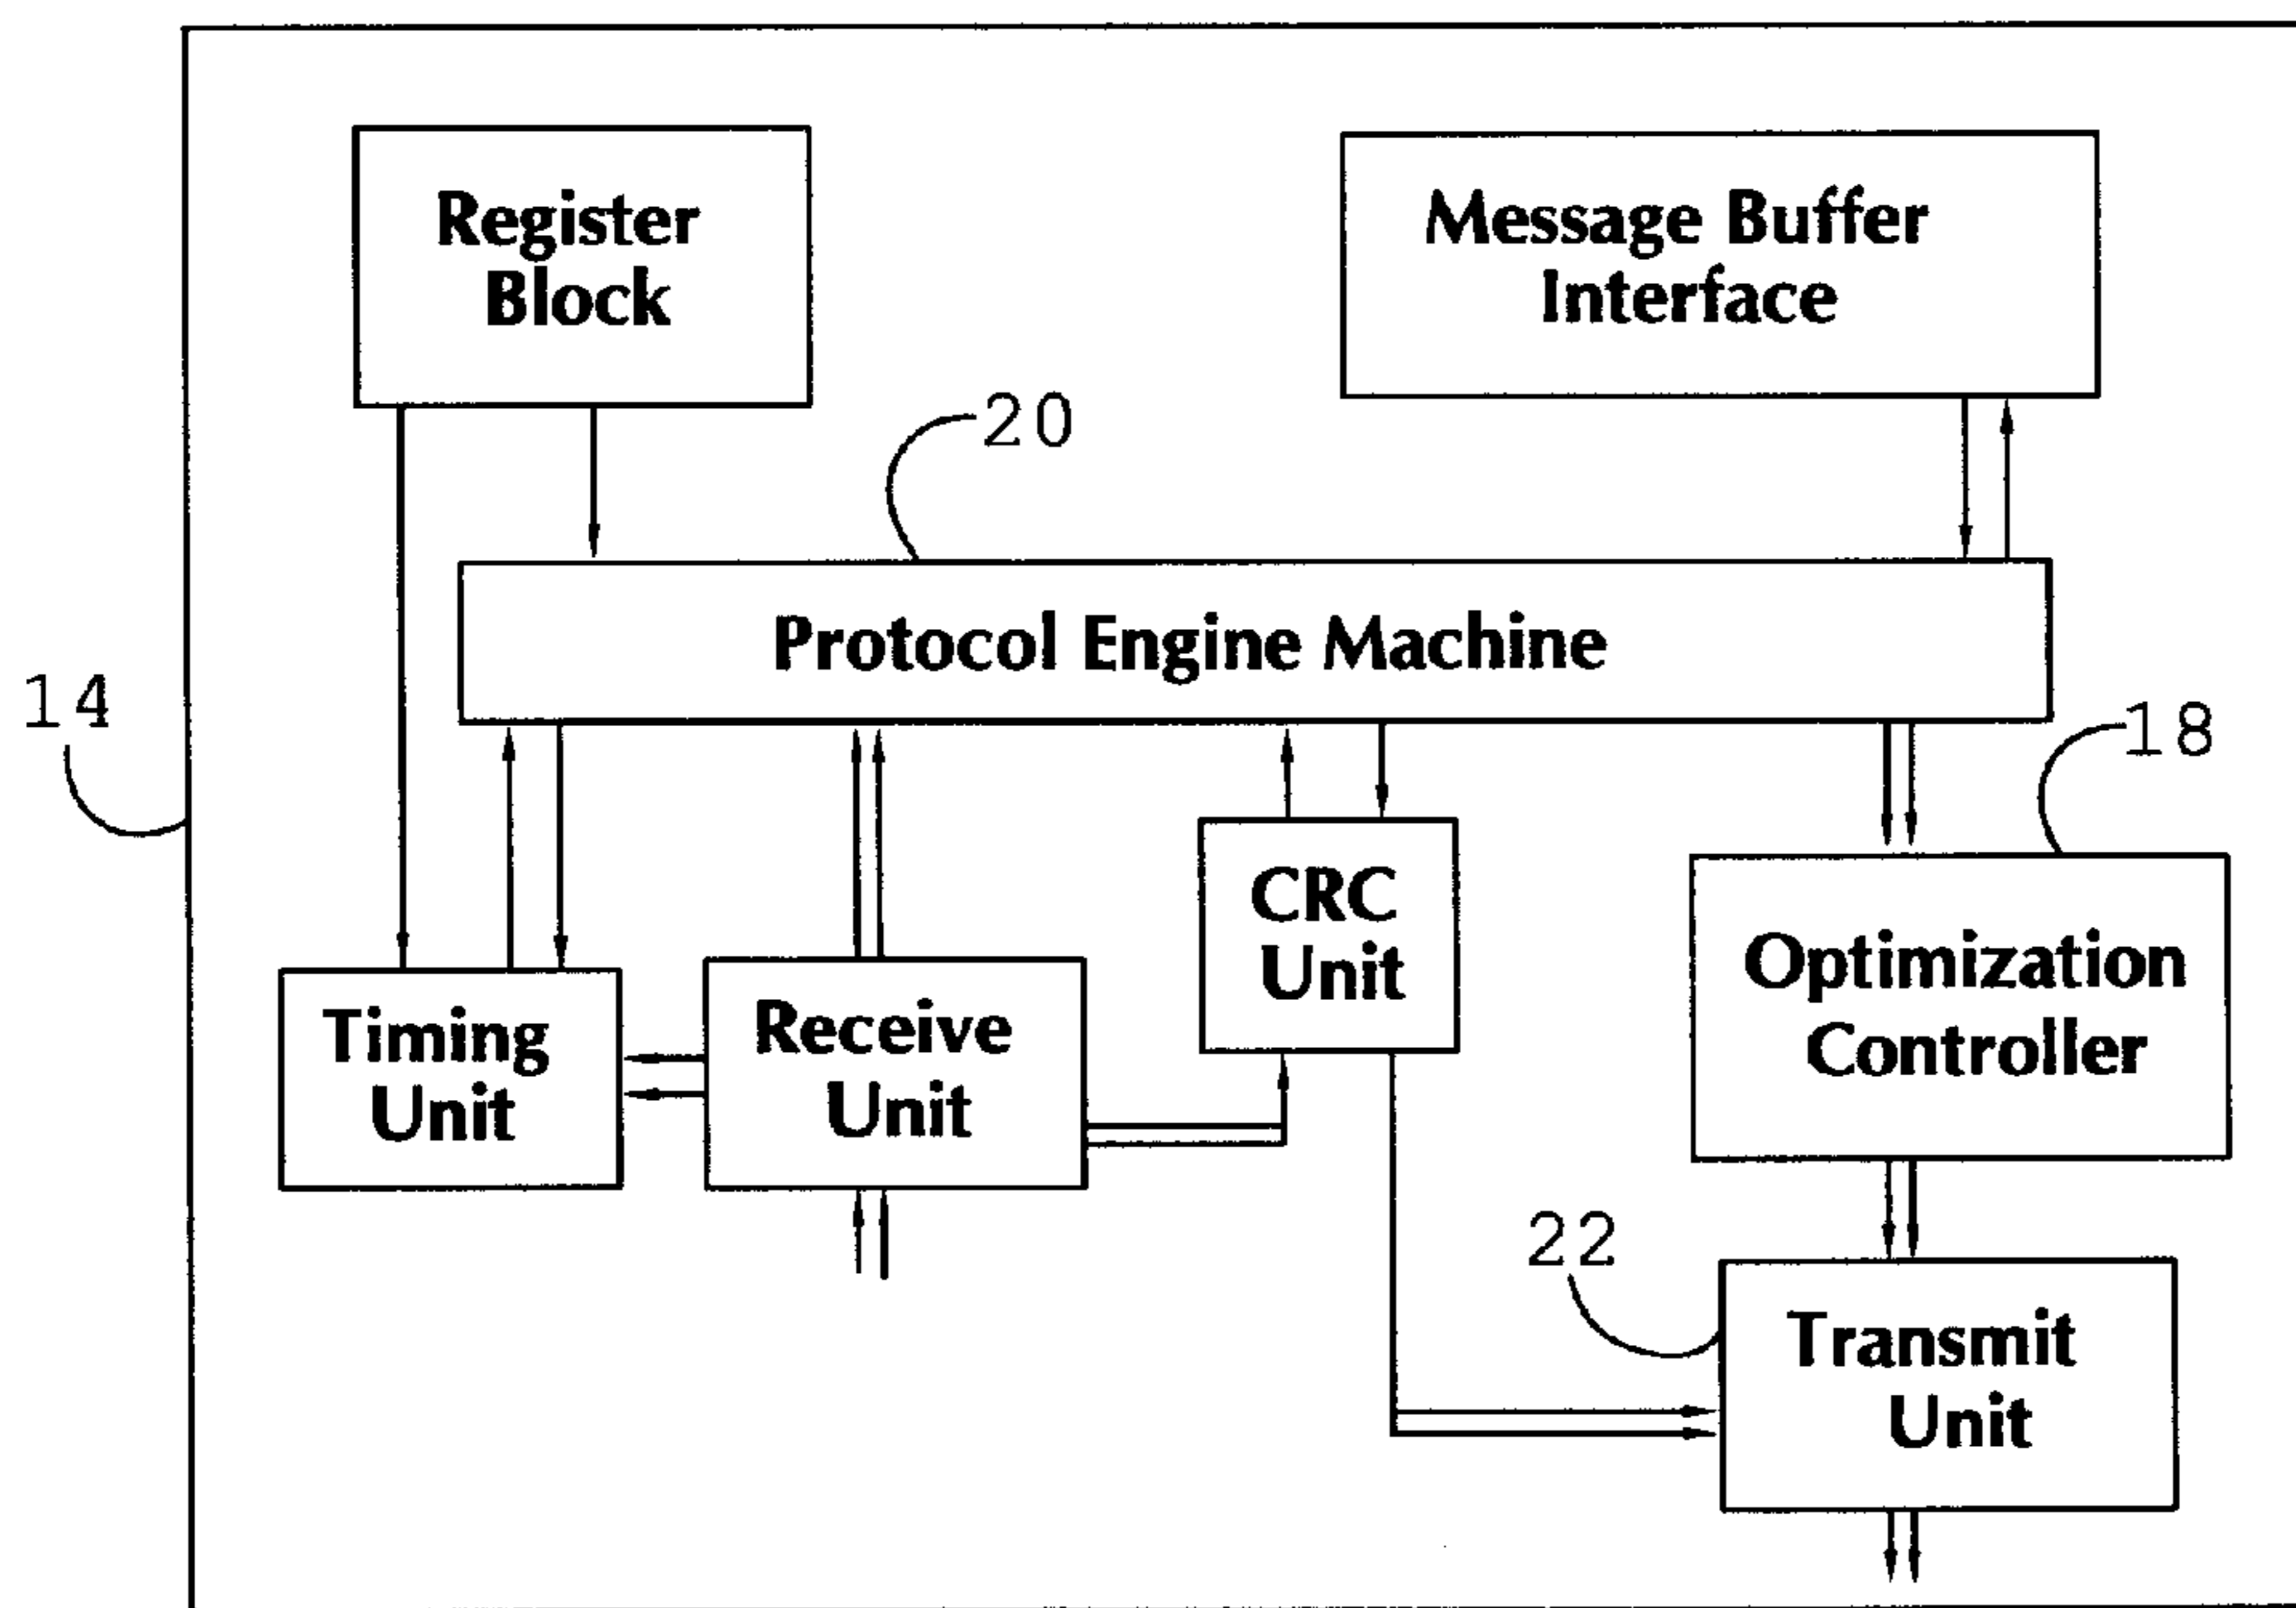 Register
Block
Message Buffer
Interface
20
Protocol Engine Machine
14
18
CRC
Unit
Optimization
Controller
Timing
Unit
Receive
Unit
22
Transmit
Unit